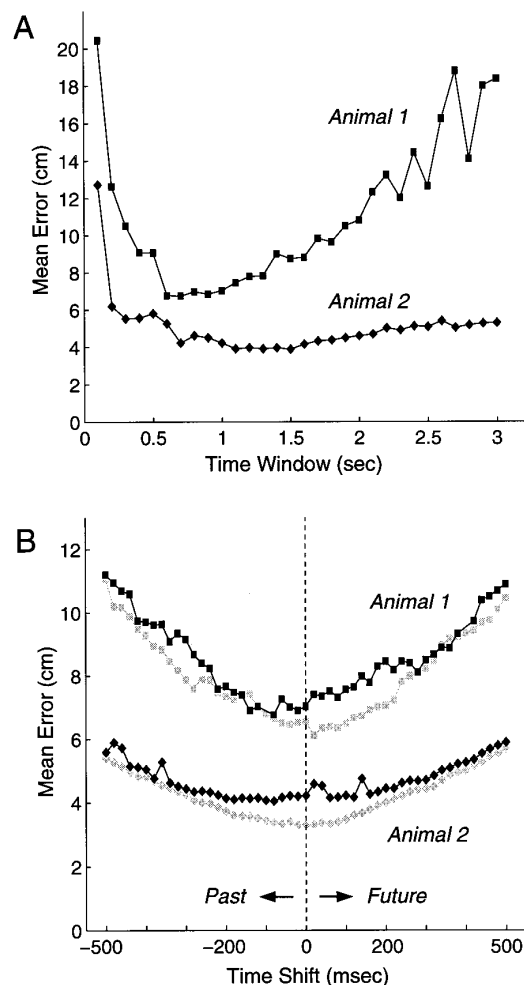 A
20
18
16
14
12
10
8
6
4
2
0
Mean Error (cm)
Animal 1
Animal 2
0 0.5 1 1.5 2 2.5 3
Time Window (sec)
B
12
10
8
6
4
2
0
Mean Error (cm)
Animal 1
Animal 2
Past Future
-500 -200 0 200 500
Time Shift (msec)